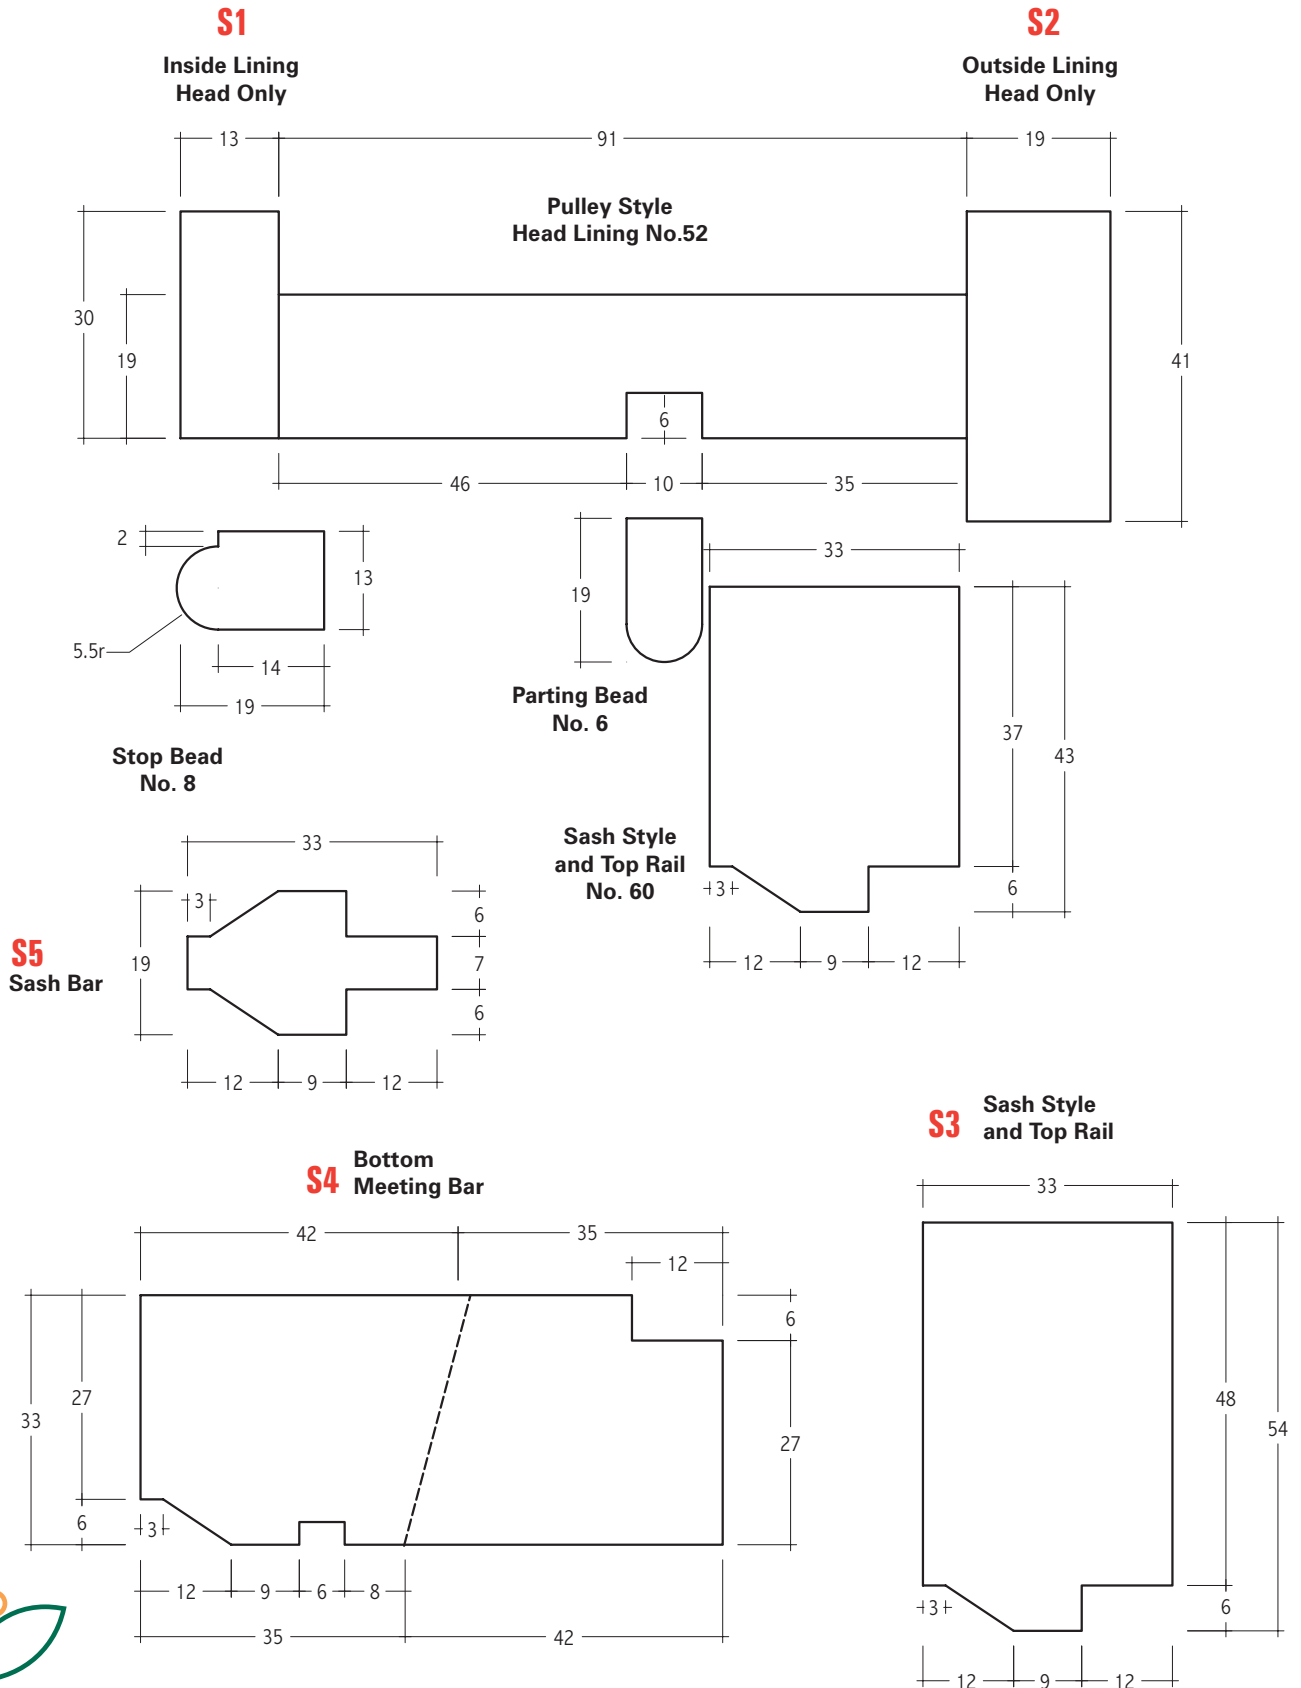 S1
Inside Lining
Head Only
S2
Outside Lining
Head Only
13
91
19
Pulley Style
Head Lining No.52
30
19
41
6
46
10
35
2
13
5.5r
14
19
Stop Bead
No. 8
19
Parting Bead
No. 6
33
37
43
Sash Style
and Top Rail
No. 60
3
6
12
9
12
33
3
6
S5
Sash Bar
19
7
6
12
9
12
S3
Sash Style
and Top Rail
S4
Bottom
Meeting Bar
33
42
35
12
6
27
33
27
6
3
12
9
6
8
35
42
48
54
3
6
12
9
12